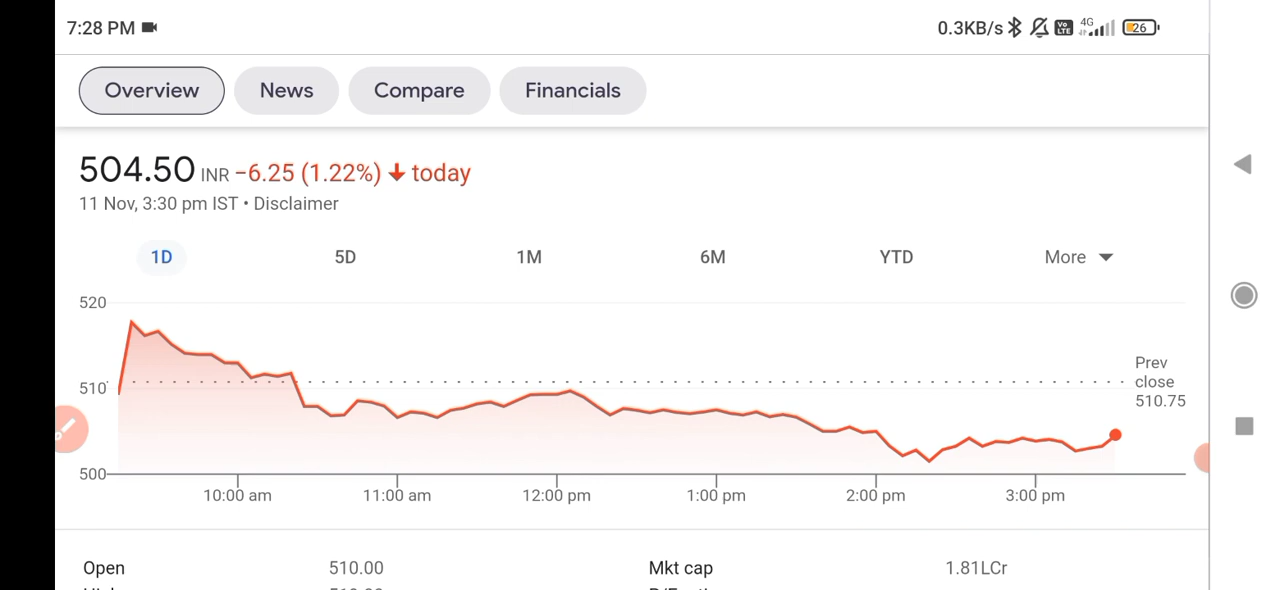 7:28 PM 0.3KB/s Vo LTE 4G 26
Overview News Compare Financials
504.50 INR −6.25 (1.22%) today
11 Nov, 3:30 pm IST • Disclaimer
1D 5D 1M 6M YTD More
520
510
500
Prev
close
510.75
10:00 am 11:00 am 12:00 pm 1:00 pm 2:00 pm 3:00 pm
Open 510.00 Mkt cap 1.81LCr